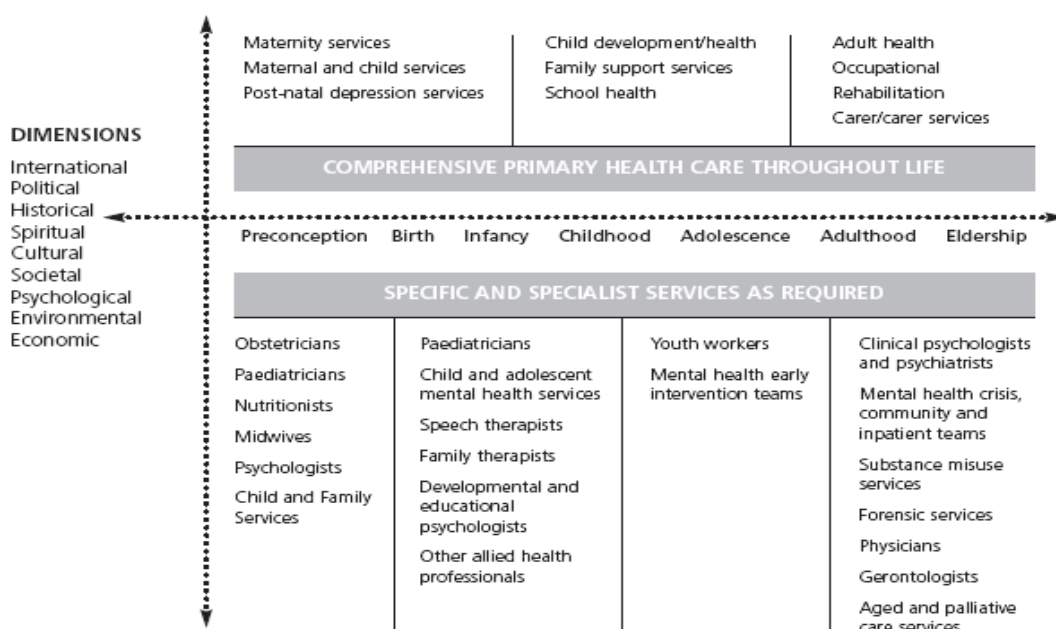 DIMENSIONS
International
Political
Historical
Spiritual
Cultural
Societal
Psychological
Environmental
Economic
Maternity services
Maternal and child services
Post-natal depression services
Child development/health
Family support services
School health
Adult health
Occupational
Rehabilitation
Carer/carer services
COMPREHENSIVE PRIMARY HEALTH CARE THROUGHOUT LIFE
Preconception Birth Infancy Childhood Adolescence Adulthood Eldership
SPECIFIC AND SPECIALIST SERVICES AS REQUIRED
Obstetricians
Paediatricians
Nutritionists
Midwives
Psychologists
Child and Family
Services
Paediatricians
Child and adolescent
mental health services
Speech therapists
Family therapists
Developmental and
educational
psychologists
Other allied health
professionals
Youth workers
Mental health early
intervention teams
Clinical psychologists
and psychiatrists
Mental health crisis,
community and
inpatient teams
Substance misuse
services
Forensic services
Physicians
Gerontologists
Aged and palliative
care services